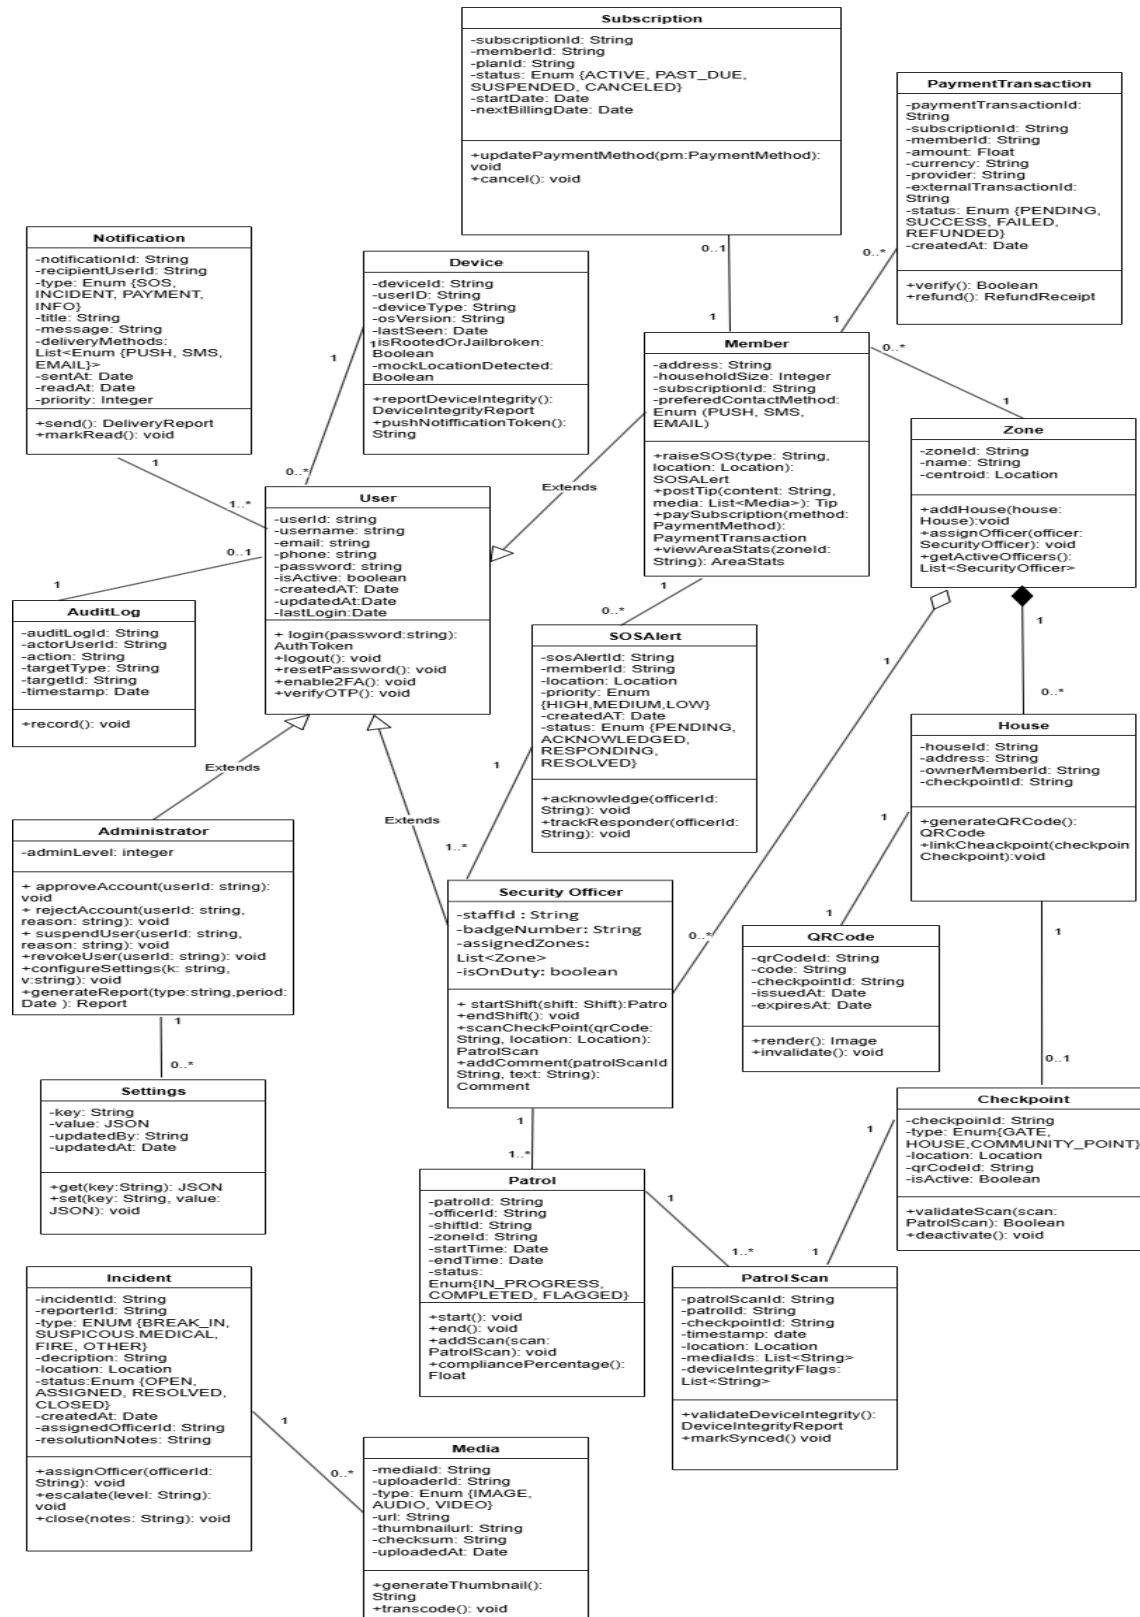 Subscription
-subscriptionId: String
-memberId: String
-planId: String
-status: Enum {ACTIVE, PAST_DUE,
SUSPENDED, CANCELED}
-startDate: Date
-nextBillingDate: Date
+updatePaymentMethod(pm:PaymentMethod):
void
+cancel(): void
0..1
1
PaymentTransaction
-paymentTransactionId:
String
-subscriptionId: String
-memberId: String
-amount: Float
-currency: String
-provider: String
-externalTransactionId:
String
-status: Enum {PENDING,
SUCCESS, FAILED,
REFUNDED}
-createdAt: Date
+verify(): Boolean
+refund(): RefundReceipt
0..*
1
Notification
-notificationId: String
-recipientUserId: String
-type: Enum {SOS,
INCIDENT, PAYMENT,
INFO}
-title: String
-message: String
-deliveryMethods:
List<Enum {PUSH, SMS,
EMAIL}>
-sentAt: Date
-readAt: Date
-priority: Integer
+send(): DeliveryReport
+markRead(): void
1
1..*
Device
-deviceId: String
-userID: String
-deviceType: String
-osVersion: String
-lastSeen: Date
isRootedOrJailbroken:
Boolean
-mockLocationDetected:
Boolean
+reportDeviceIntegrity():
DeviceIntegrityReport
+pushNotifficationToken():
String
1
1
0..*
Member
-address: String
-householdSize: Integer
-subscriptionId: String
-preferedContactMethod:
Enum (PUSH, SMS,
EMAIL)
+raiseSOS(type: String,
location: Location):
SOSALert
+postTip(content: String,
media: List<Media>): Tip
+paySubscription(method:
PaymentMethod):
PaymentTransaction
+viewAreaStats(zoneId:
String): AreaStats
0..*
1
Extends
1
0..*
Zone
-zoneId: String
-name: String
-centroid: Location
+addHouse(house:
House):void
+assignOfficer(officer:
SecurityOfficer): void
+getActiveOfficers():
List<SecurityOfficer>
1
1
0..*
0..*
User
-userId: string
-username: string
-email: string
-phone: string
-password: string
-isActive: boolean
-createdAT: Date
-updatedAt:Date
-lastLogin:Date
+ login(password:string):
AuthToken
+logout(): void
+resetPassword(): void
+enable2FA(): void
+verifyOTP(): void
0..1
1
AuditLog
-auditLogId: String
-actorUserId: String
-action: String
-targetType: String
-targetId: String
-timestamp: Date
+record(): void
SOSAlert
-sosAlertId: String
-memberId: String
-location: Location
-priority: Enum
{HIGH,MEDIUM,LOW}
-createdAT: Date
-status: Enum {PENDING,
ACKNOWLEDGED,
RESPONDING,
RESOLVED}
+acknowledge(officerId:
String): void
+trackResponder(officerId:
String): void
1
1..*
House
-houseId: String
-address: String
-ownerMemberId: String
-checkpointId: String
+generateQRCode():
QRCode
+linkCheackpoint(checkpoin
Checkpoint):void
1
1
1
0..1
Extends
Extends
Administrator
-adminLevel: integer
+ approveAccount(userId: string):
void
+ rejectAccount(userId: string,
reason: string): void
+ suspendUser(userId: string,
reason: string): void
+revokeUser(userId: string): void
+configureSettings(k: string,
v:string): void
+generateReport(type:string,period:
Date ): Report
1
0..*
Security Officer
-staffId : String
-badgeNumber: String
-assignedZones:
List<Zone>
-isOnDuty: boolean
+ startShift(shift: Shift):Patro
+endShift(): void
+scanCheckPoint(qrCode:
String, location: Location):
PatrolScan
+addComment(patrolScanId
String, text: String):
Comment
1
1..*
QRCode
-qrCodeId: String
-code: String
-checkpointId: String
-issuedAt: Date
-expiresAt: Date
+render(): Image
+invalidate(): void
Settings
-key: String
-value: JSON
-updatedBy: String
-updatedAt: Date
+get(key:String): JSON
+set(key: String, value:
JSON): void
Checkpoint
-checkpoinId: String
-type: Enum{GATE,
HOUSE,COMMUNITY_POINT}
-location: Location
-qrCodeId: String
-isActive: Boolean
+validateScan(scan:
PatrolScan): Boolean
+deactivate(): void
1
1
Patrol
-patrolId: String
-officerId: String
-shiftId: String
-zoneId: String
-startTime: Date
-endTime: Date
-status:
Enum{IN_PROGRESS,
COMPLETED, FLAGGED}
+start(): void
+end(): void
+addScan(scan:
PatrolScan): void
+compliancePercentage():
Float
1
1..*
PatrolScan
-patrolScanId: String
-patrolId: String
-checkpointId: String
-timestamp: date
-location: Location
-mediaIds: List<String>
-deviceIntegrityFlags:
List<String>
+validateDeviceIntegrity():
DeviceIntegrityReport
+markSynced() void
Incident
-incidentId: String
-reporterId: String
-type: ENUM {BREAK_IN,
SUSPICOUS.MEDICAL,
FIRE, OTHER}
-decription: String
-location: Location
-status:Enum {OPEN,
ASSIGNED, RESOLVED,
CLOSED}
-createdAt: Date
-assignedOfficerId: String
-resolutionNotes: String
+assignOfficer(officerId:
String): void
+escalate(level: String):
void
+close(notes: String): void
1
0..*
Media
-mediaId: String
-uploaderId: String
-type: Enum {IMAGE,
AUDIO, VIDEO}
-url: String
-thumbnailurl: String
-checksum: String
-uploadedAt: Date
+generateThumbnail():
String
+transcode(): void